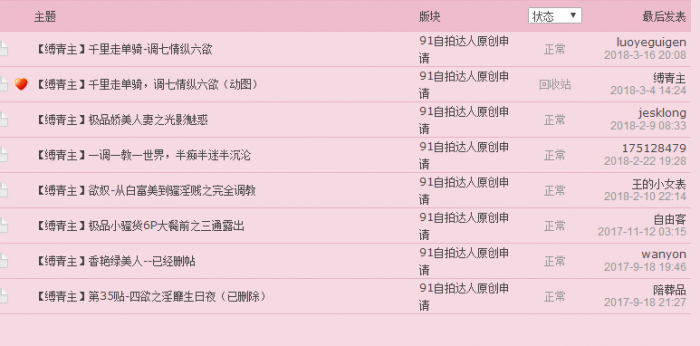 主题 版块 状态 最后发表
【缚青主】千里走单骑-调七情纵六欲 91自拍达人原创申请 正常 luoyeguigen
2018-3-16 20:08
【缚青主】千里走单骑，调七情纵六欲（动图） 91自拍达人原创申请 回收站 缚青主
2018-3-4 14:24
【缚青主】极品娇美人妻之光影魅惑 91自拍达人原创申请 正常 jesklong
2018-2-9 08:33
【缚青主】一调一教一世界，半痴半迷半沉沦 91自拍达人原创申请 正常 175128479
2018-2-22 19:28
【缚青主】欲奴-从白富美到骚淫贱之完全调教 91自拍达人原创申请 正常 王的小女表
2018-2-10 22:14
【缚青主】极品小骚货6P大餐前之三通露出 91自拍达人原创申请 正常 自由客
2017-11-12 03:15
【缚青主】香艳绿美人--已经删帖 91自拍达人原创申请 正常 wanyon
2017-9-18 19:46
【缚青主】第35贴-四欲之淫靡生日夜（已删除） 91自拍达人原创申请 正常 陪葬品
2017-9-18 21:27